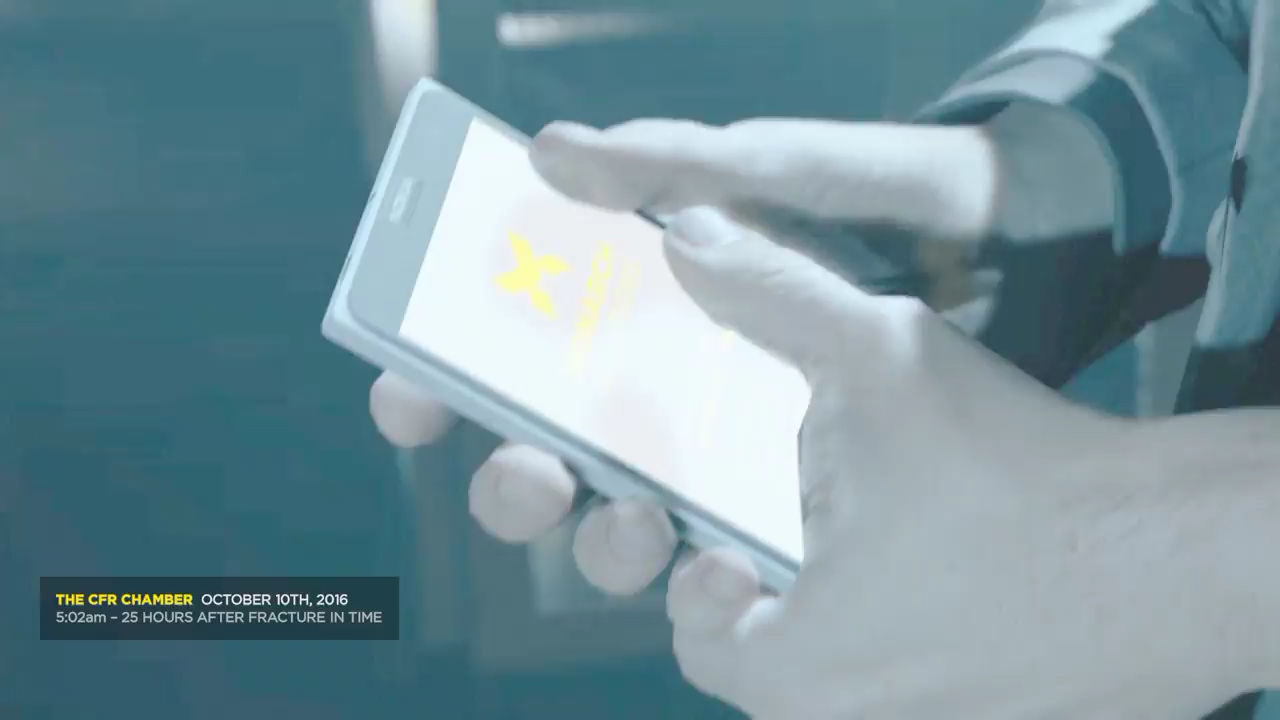 THE CFR CHAMBER OCTOBER 10TH, 2016
5:02am – 25 HOURS AFTER FRACTURE IN TIME